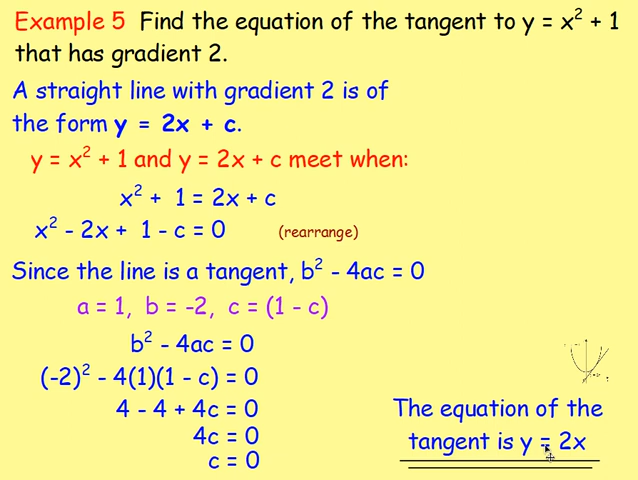 Example 5 Find the equation of the tangent to y = x² + 1
that has gradient 2.
A straight line with gradient 2 is of
the form y = 2x + c.
y = x² + 1 and y = 2x + c meet when:
x² + 1 = 2x + c
x² - 2x + 1 - c = 0 (rearrange)
Since the line is a tangent, b² - 4ac = 0
a = 1, b = -2, c = (1 - c)
b² - 4ac = 0
(-2)² - 4(1)(1 - c) = 0
4 - 4 + 4c = 0
4c = 0
c = 0
The equation of the
tangent is y = 2x